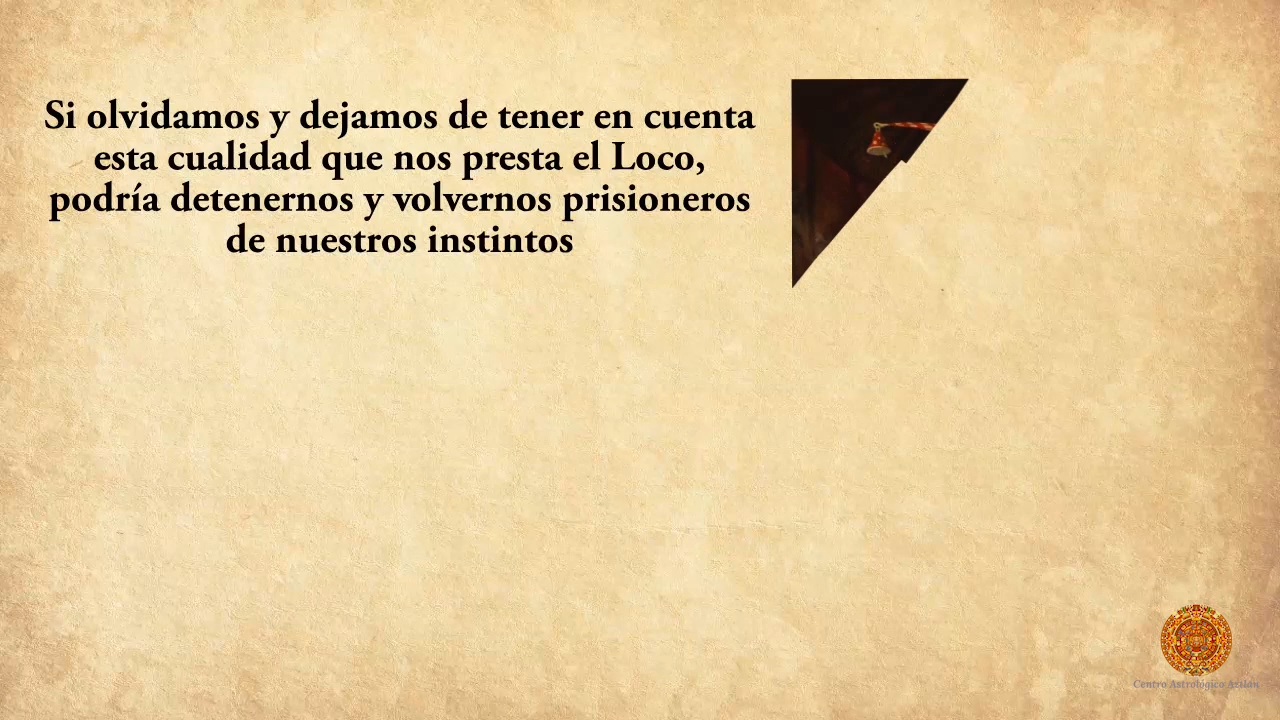 Si olvidamos y dejamos de tener en cuenta
esta cualidad que nos presta el Loco,
podría detenernos y volvernos prisioneros
de nuestros instintos
Centro Astrológico Aztlán